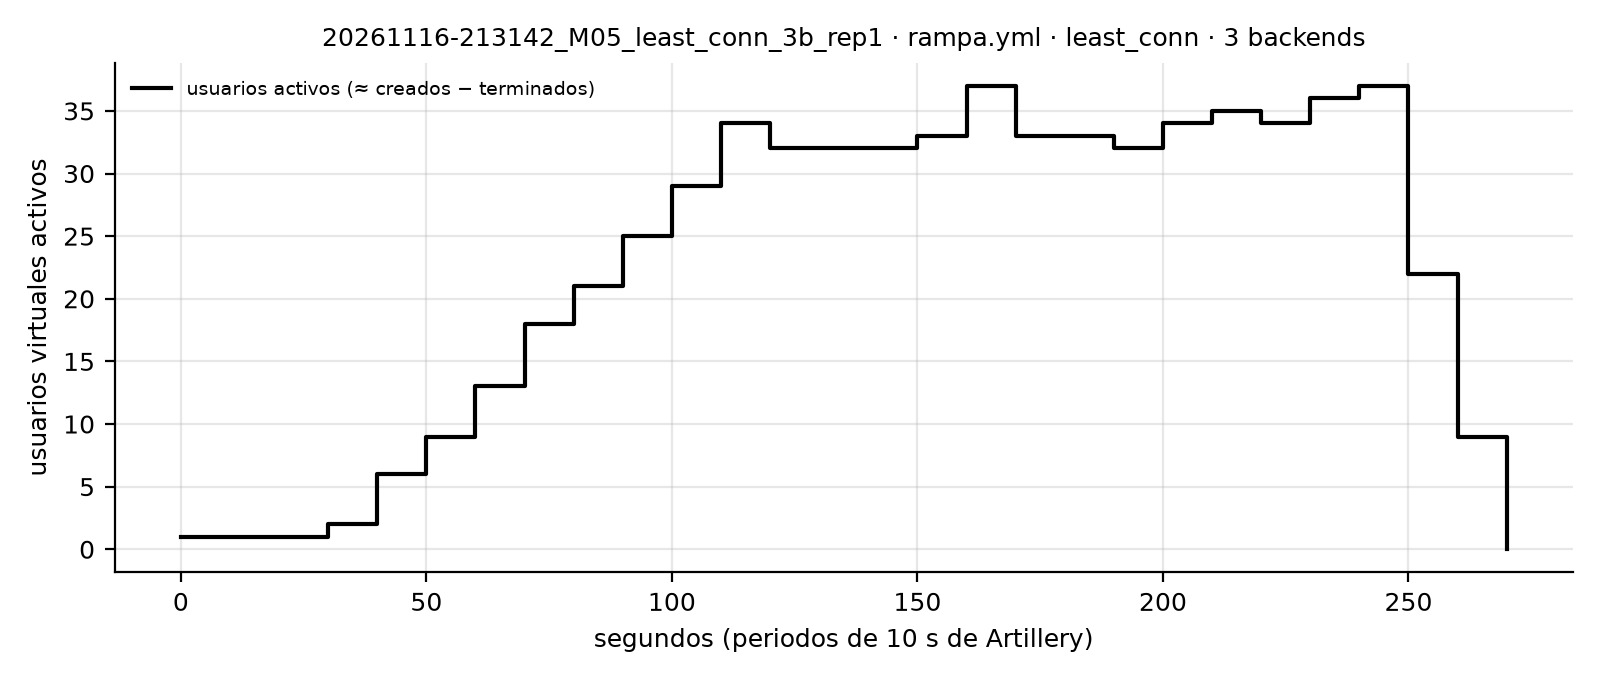 20261116-213142_M05_least_conn_3b_rep1 · rampa.yml · least_conn · 3 backends
usuarios activos (≈ creados − terminados)
usuarios virtuales activos
35
30
25
20
15
10
5
0
0 50 100 150 200 250
segundos (periodos de 10 s de Artillery)